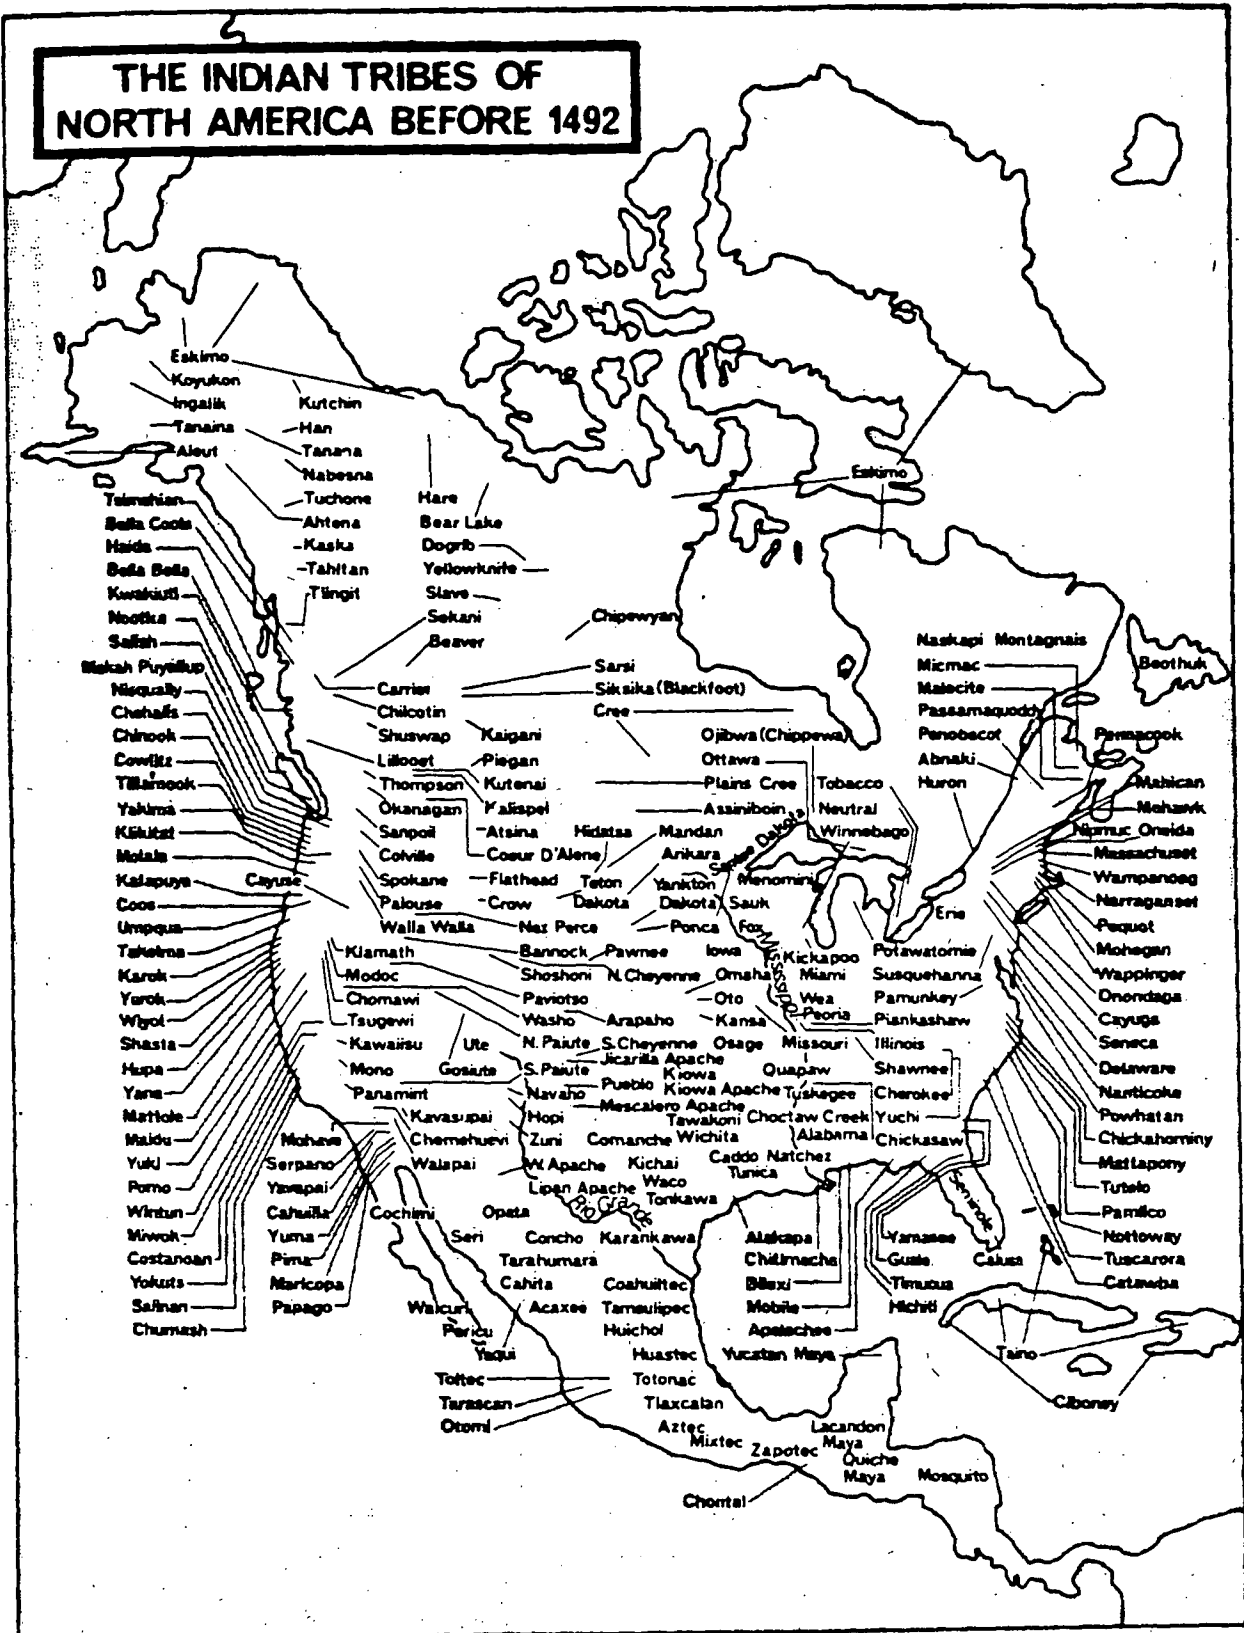 THE INDIAN TRIBES OF
NORTH AMERICA BEFORE 1492
Eskimo
Koyukon
Ingalik
Tanaina
Aleut
Kutchin
Han
Tanana
Nabesna
Tuchone
Ahtena
Kaska
Tahltan
Tlingit
Hare
Bear Lake
Dogrib
Yellowknife
Slave
Sekani
Beaver
Chipewyan
Eskimo
Tsimshian
Bella Coola
Haida
Bella Bella
Kwakiutl
Nootka
Salish
Makah Puyallup
Nisqually
Chehalis
Chinook
Cowlitz
Tillamook
Yakima
Klikitat
Molala
Kalapuya
Coos
Umpqua
Takelma
Karok
Yurok
Wiyot
Shasta
Hupa
Yana
Mattole
Maidu
Yuki
Pomo
Wintun
Miwok
Costanoan
Yokuts
Salinan
Chumash
Cayuse
Carrier
Chilcotin
Shuswap
Lillooet
Thompson
Okanagan
Sanpoil
Colville
Spokane
Palouse
Walla Walla
Kaigani
Piegan
Kutenai
Kalispel
Atsina
Coeur D'Alene
Flathead
Crow
Nez Perce
Sarsi
Siksika (Blackfoot)
Cree
Ojibwa (Chippewa)
Ottawa
Plains Cree
Assiniboin
Tobacco
Neutral
Winnebago
Hidatsa
Mandan
Arikara
Santee Dakota
Teton
Dakota
Yankton
Dakota
Menomini
Sauk
Ponca
Fox
Mississippi
Naskapi Montagnais
Micmac
Malecite
Passamaquoddy
Penobscot
Abnaki
Huron
Beothuk
Pennacook
Mahican
Mohawk
Nipmuc Oneida
Massachuset
Wampanoag
Narraganset
Pequot
Mohegan
Wappinger
Onondaga
Cayuga
Seneca
Delaware
Nanticoke
Powhatan
Chickahominy
Mattapony
Tutelo
Pamlico
Nottoway
Tuscarora
Catawba
Erie
Potawatomie
Susquehanna
Pamunkey
Piankashaw
Illinois
Shawnee
Cherokee
Yuchi
Chickasaw
Klamath
Modoc
Chomawi
Tsugewi
Kawaiisu
Mono
Panamint
Ute
Gosiute
Bannock
Shoshoni
Paviotso
Washo
N. Paiute
S. Paiute
Navaho
Hopi
Zuni
W. Apache
Lipan Apache
Pawnee
N. Cheyenne
Arapaho
S. Cheyenne
Jicarilla Apache
Kiowa
Pueblo
Kiowa Apache
Mescalero Apache
Tawakoni
Comanche
Wichita
Kichai
Waco
Tonkawa
Rio Grande
Iowa
Omaha
Oto
Kansa
Osage
Kickapoo
Miami
Wea
Peoria
Missouri
Quapaw
Tuskegee
Choctaw Creek
Alabama
Caddo Natchez
Tunica
Kavasupai
Chemehuevi
Walapai
Mohave
Serpano
Yavapai
Cahuilla
Yuma
Pima
Maricopa
Papago
Cochimi
Seri
Opata
Concho
Karankawa
Tarahumara
Cahita
Coahuiltec
Acaxee
Tamaulipec
Huichol
Pericu
Yaqui
Huastec
Toltec
Totonac
Tarascan
Tlaxcalan
Otomi
Aztec
Mixtec
Zapotec
Lacandon
Maya
Quiche
Maya
Mosquito
Chontal
Yucatan Maya
Atakapa
Chitimacha
Biloxi
Mobile
Apalachee
Yamasee
Guale
Timucua
Hichiti
Seminole
Calusa
Taino
Ciboney